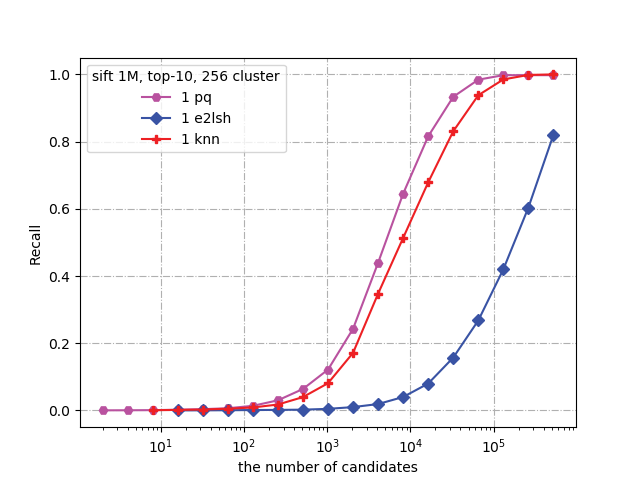 sift 1M, top-10, 256 cluster
1 pq
1 e2lsh
1 knn
Recall
1.0
0.8
0.6
0.4
0.2
0.0
10¹ 10² 10³ 10⁴ 10⁵
the number of candidates